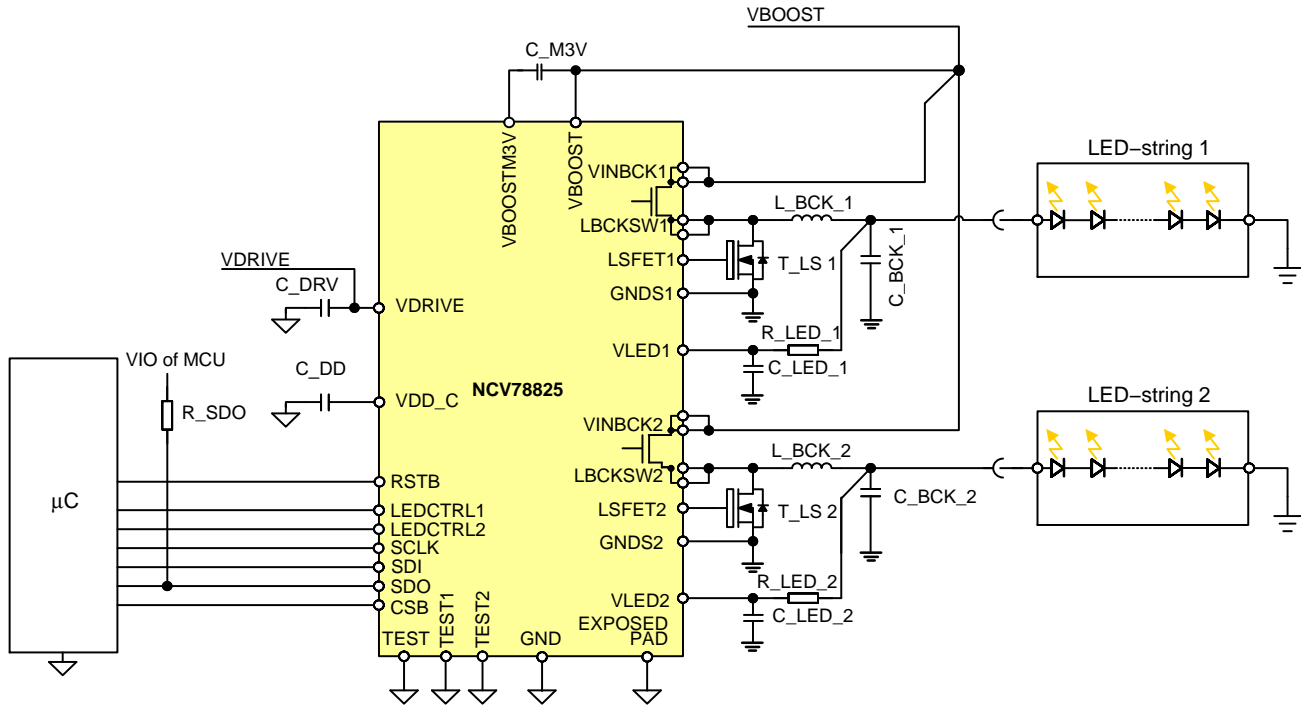 VBOOST
C_M3V
VBOOSTM3V
VBOOST
VINBCK1
LED–string 1
L_BCK_1
LBCKSW1
C_BCK_1
VDRIVE
LSFET1
T_LS 1
C_DRV
GNDS1
VDRIVE
R_LED_1
VIO of MCU
VLED1
C_LED_1
C_DD
NCV78825
LED–string 2
VDD_C
R_SDO
VINBCK2
L_BCK_2
LBCKSW2
RSTB
C_BCK_2
µC
LEDCTRL1
LSFET2
T_LS 2
LEDCTRL2
SCLK
GNDS2
SDI
SDO
R_LED_2
CSB
VLED2
C_LED_2
TEST
TEST1
TEST2
GND
EXPOSED
PAD